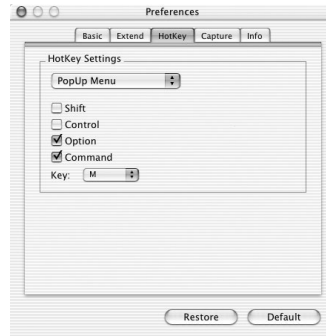 Preferences
Basic Extend HotKey Capture Info
HotKey Settings
PopUp Menu
Shift
Control
Option
Command
Key: M
Restore Default